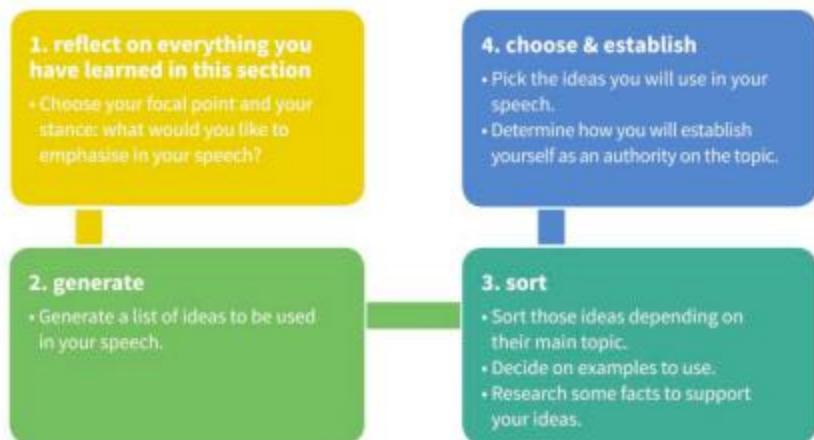 1. reflect on everything you
have learned in this section
• Choose your focal point and your
stance: what would you like to
emphasise in your speech?
2. generate
• Generate a list of ideas to be used
in your speech.
3. sort
• Sort those ideas depending on
their main topic.
• Decide on examples to use.
• Research some facts to support
your ideas.
4. choose & establish
• Pick the ideas you will use in your
speech.
• Determine how you will establish
yourself as an authority on the topic.